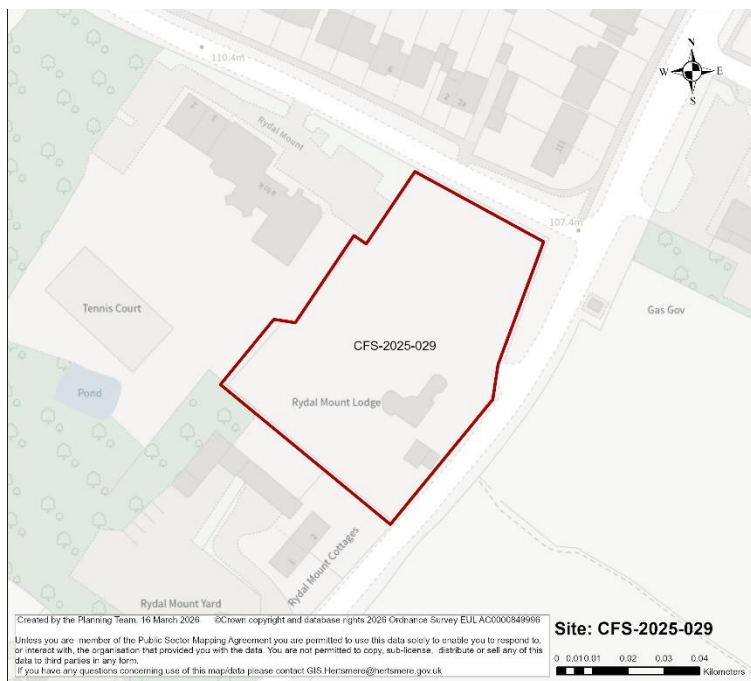 110.4m
N
W E
S
6
2
2a
111
Rydal Mount
107.4m
Tennis Court
Gas Gov
CFS-2025-029
Pond
Rydal Mount Lodge
1
2
Rydal Mount Cottages
Rydal Mount Yard
Created by the Planning Team, 16 March 2026 ©Crown copyright and database rights 2026 Ordnance Survey EUL AC0000849996
Unless you are member of the Public Sector Mapping Agreement you are permitted to use this data solely to enable you to respond to,
or interact with, the organisation that provided you with the data. You are not permitted to copy, sub-license, distribute or sell any of this
data to third parties in any form.
If you have any questions concerning use of this map/data please contact GIS.Hertsmere@hertsmere.gov.uk
Site: CFS-2025-029
0 0.010.01 0.02 0.03 0.04
Kilometers